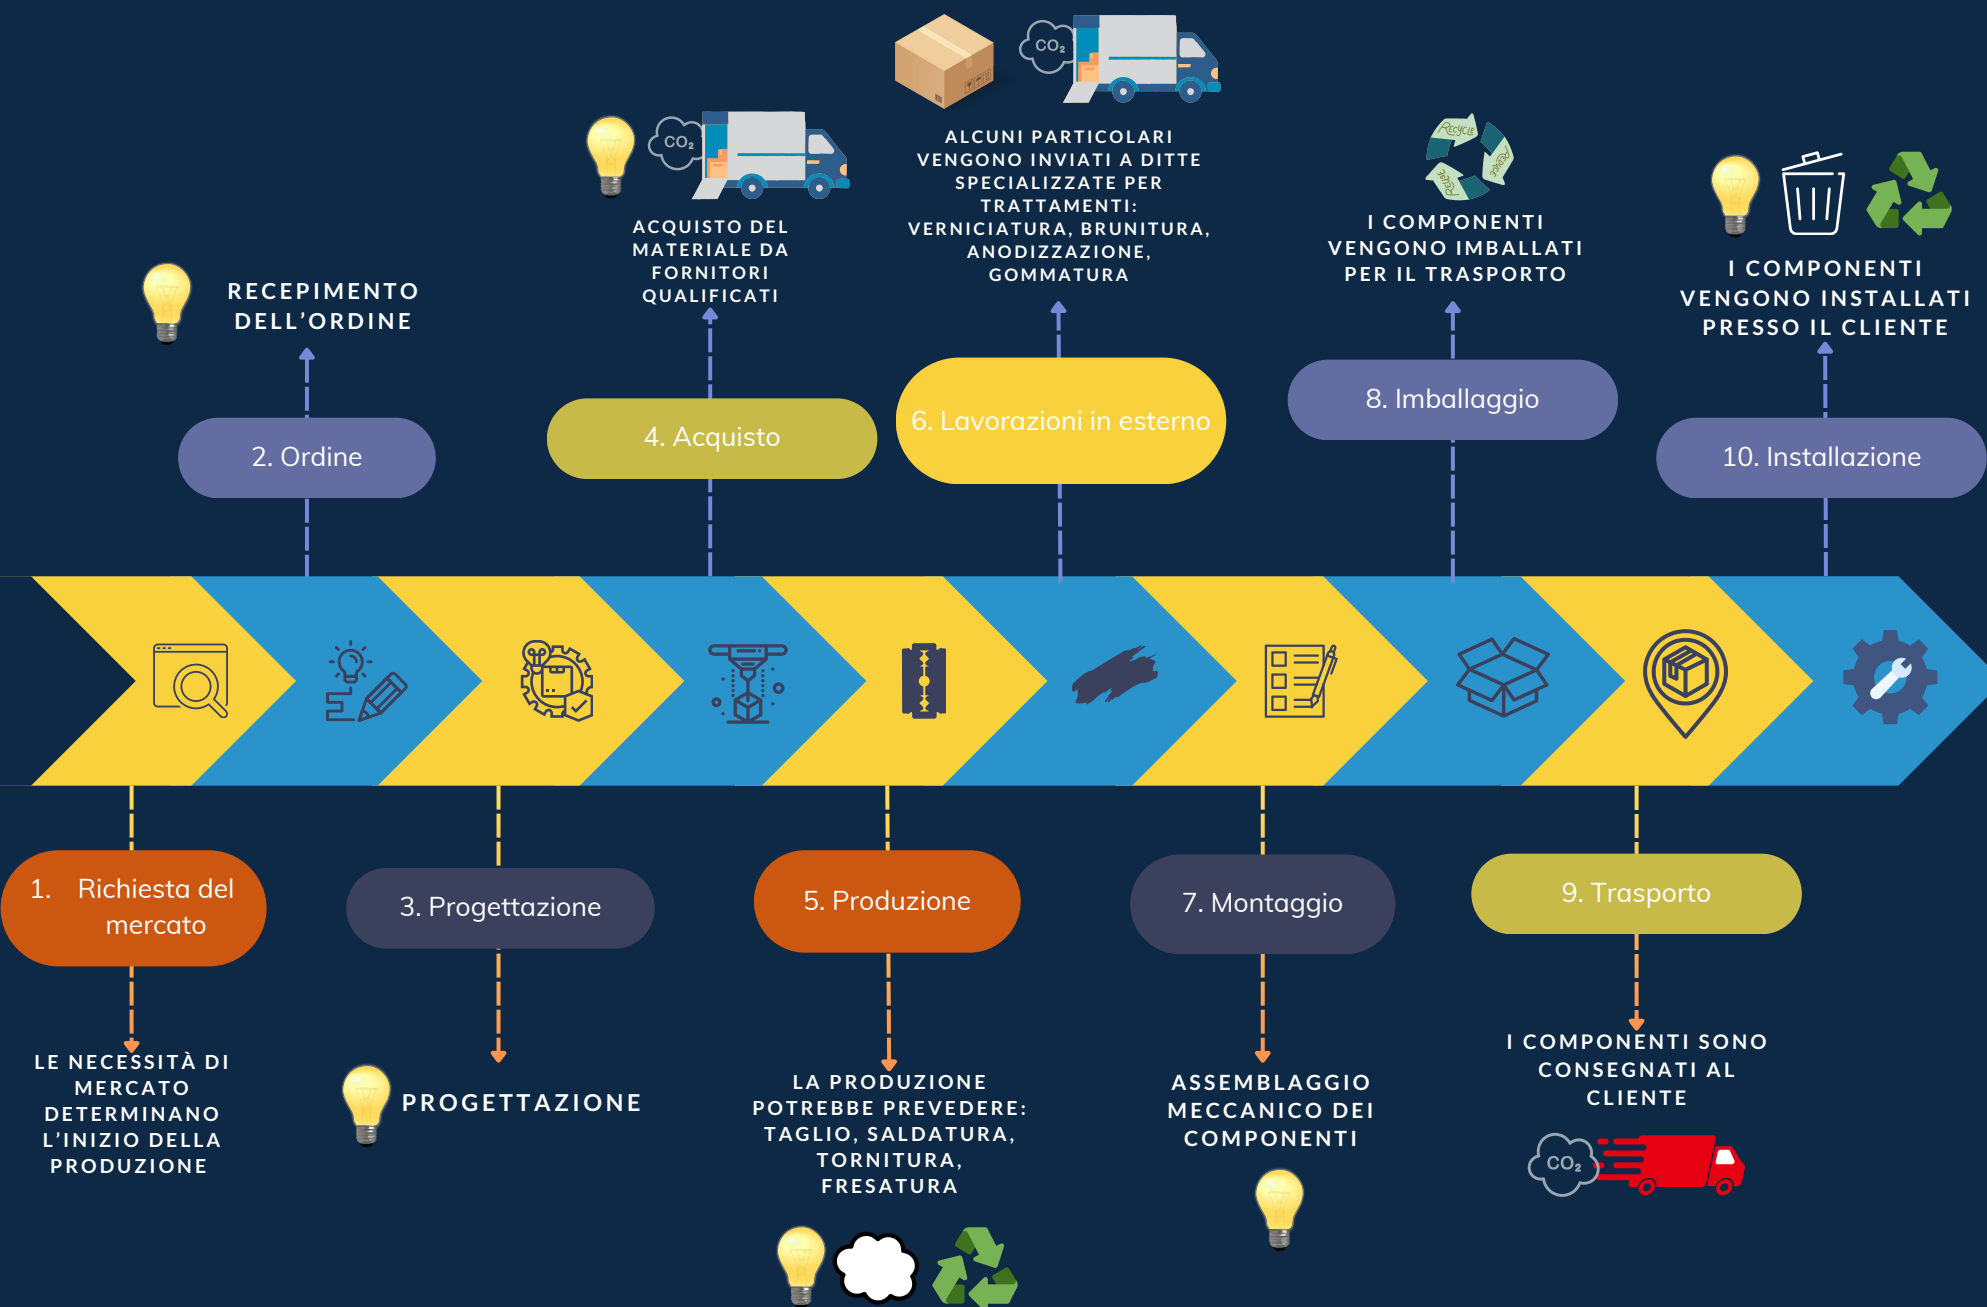 CO₂
ALCUNI PARTICOLARI
VENGONO INVIATI A DITTE
SPECIALIZZATE PER
TRATTAMENTI:
VERNICIATURA, BRUNITURA,
ANODIZZAZIONE,
GOMMATURA
CO₂
ACQUISTO DEL
MATERIALE DA
FORNITORI
QUALIFICATI
RECYCLE
REDUCE
REUSE
I COMPONENTI
VENGONO IMBALLATI
PER IL TRASPORTO
I COMPONENTI
VENGONO INSTALLATI
PRESSO IL CLIENTE
RECEPIMENTO
DELL'ORDINE
2. Ordine
4. Acquisto
6. Lavorazioni in esterno
8. Imballaggio
10. Installazione
1. Richiesta del
mercato
3. Progettazione
5. Produzione
7. Montaggio
9. Trasporto
LE NECESSITÀ DI
MERCATO
DETERMINANO
L'INIZIO DELLA
PRODUZIONE
PROGETTAZIONE
LA PRODUZIONE
POTREBBE PREVEDERE:
TAGLIO, SALDATURA,
TORNITURA,
FRESATURA
ASSEMBLAGGIO
MECCANICO DEI
COMPONENTI
I COMPONENTI SONO
CONSEGNATI AL
CLIENTE
CO₂